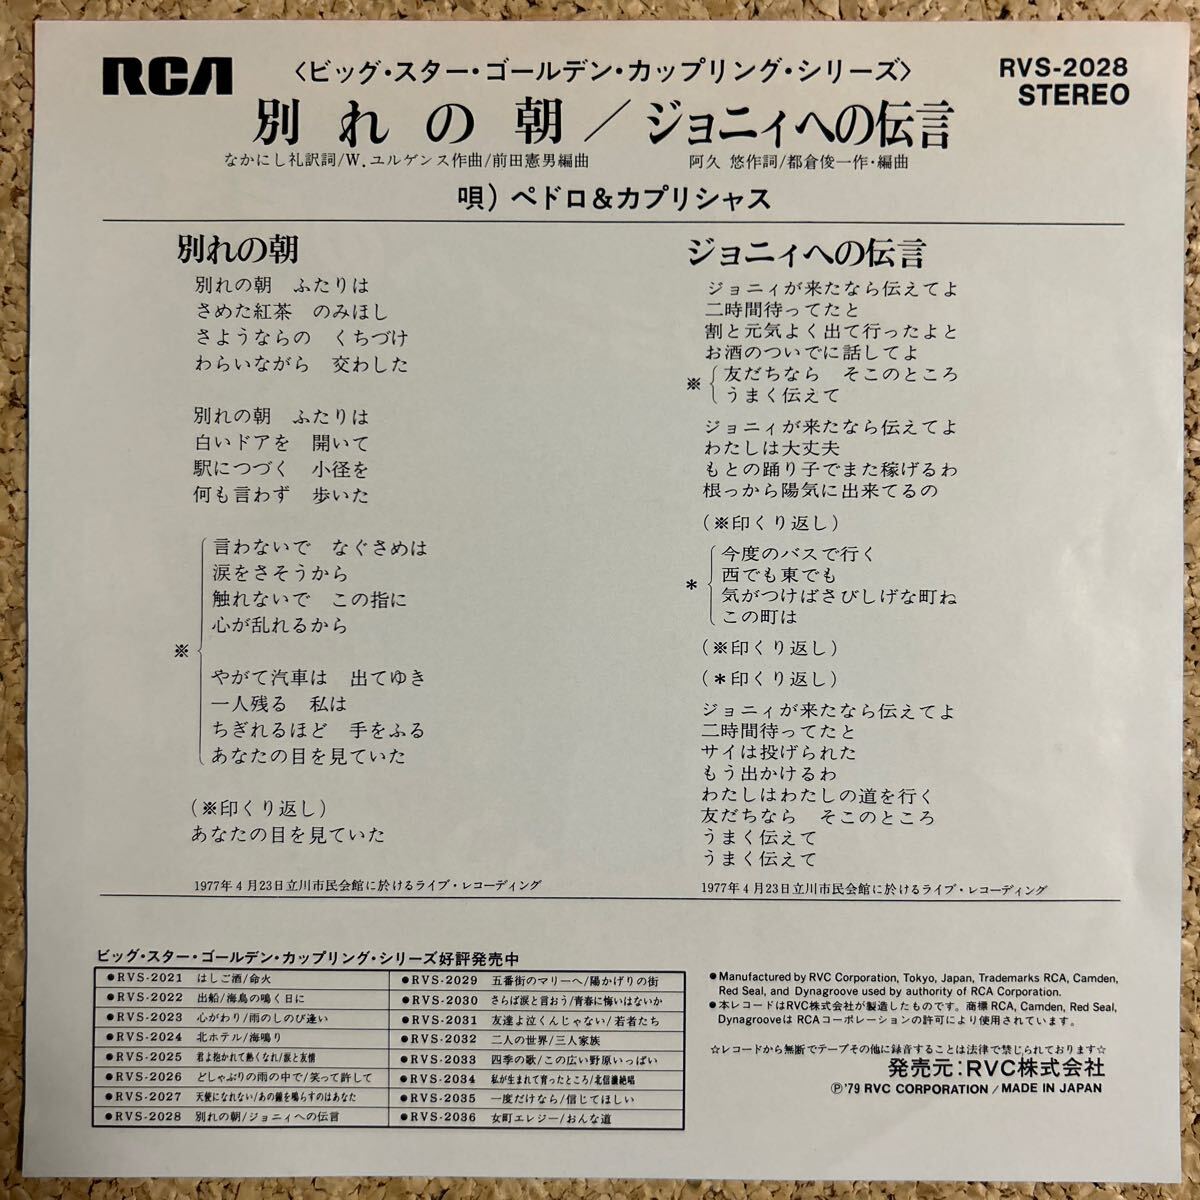 RCA
〈ビッグ・スター・ゴールデン・カップリング・シリーズ〉
RVS-2028
STEREO
別れの朝／ジョニィへの伝言
なかにし礼訳詞/W．ユルゲンス作曲/前田憲男編曲
阿久 悠作詞/都倉俊一作・編曲
唄）ペドロ&カプリシャス
別れの朝
別れの朝　ふたりは
さめた紅茶　のみほし
さようならの　くちづけ
わらいながら　交わした
別れの朝　ふたりは
白いドアを　開いて
駅につづく　小径を
何も言わず　歩いた
言わないで　なぐさめは
涙をさそうから
触れないで　この指に
心が乱れるから
※
やがて汽車は　出てゆき
一人残る　私は
ちぎれるほど　手をふる
あなたの目を見ていた
（※印くり返し）
あなたの目を見ていた
1977年4月23日立川市民会館に於けるライブ・レコーディング
ジョニィへの伝言
ジョニィが来たなら伝えてよ
二時間待ってたと
割と元気よく出て行ったよと
お酒のついでに話してよ
※ 友だちなら　そこのところ
うまく伝えて
ジョニィが来たなら伝えてよ
わたしは大丈夫
もとの踊り子でまた稼げるわ
根っから陽気に出来てるの
（※印くり返し）
今度のバスで行く
西でも東でも
* 気がつけばさびしげな町ね
この町は
（※印くり返し）
（*印くり返し）
ジョニィが来たなら伝えてよ
二時間待ってたと
サイは投げられた
もう出かけるわ
わたしはわたしの道を行く
友だちなら　そこのところ
うまく伝えて
うまく伝えて
1977年4月23日立川市民会館に於けるライブ・レコーディング
ビッグ・スター・ゴールデン・カップリング・シリーズ好評発売中
●RVS-2021 はしご酒/命火
●RVS-2022 出船/海鳥の鳴く日に
●RVS-2023 心がわり/雨のしのび逢い
●RVS-2024 北ホテル/海鳴り
●RVS-2025 君よ抱かれて熱くなれ/涙と友情
●RVS-2026 どしゃぶりの雨の中で/笑って許して
●RVS-2027 天使になれない/あの鐘を鳴らすのはあなた
●RVS-2028 別れの朝/ジョニィへの伝言
●RVS-2029 五番街のマリーへ/陽かげりの街
●RVS-2030 さらば涙と言おう/青春に悔いはないか
●RVS-2031 友達よ泣くんじゃない/若者たち
●RVS-2032 二人の世界/三人家族
●RVS-2033 四季の歌/この広い野原いっぱい
●RVS-2034 私が生まれて育ったところ/北信濃絶唱
●RVS-2035 一度だけなら/信じてほしい
●RVS-2036 女町エレジー/おんな道
●Manufactured by RVC Corporation, Tokyo, Japan, Trademarks RCA, Camden,
Red Seal, and Dynagroove used by authority of RCA Corporation.
●本レコードはRVC株式会社が製造したものです。商標RCA, Camden, Red Seal,
DynagrooveはRCAコーポレーションの許可により使用されています。
☆レコードから無断でテープその他に録音することは法律で禁じられております☆
発売元：RVC株式会社
Ⓟ'79 RVC CORPORATION／MADE IN JAPAN